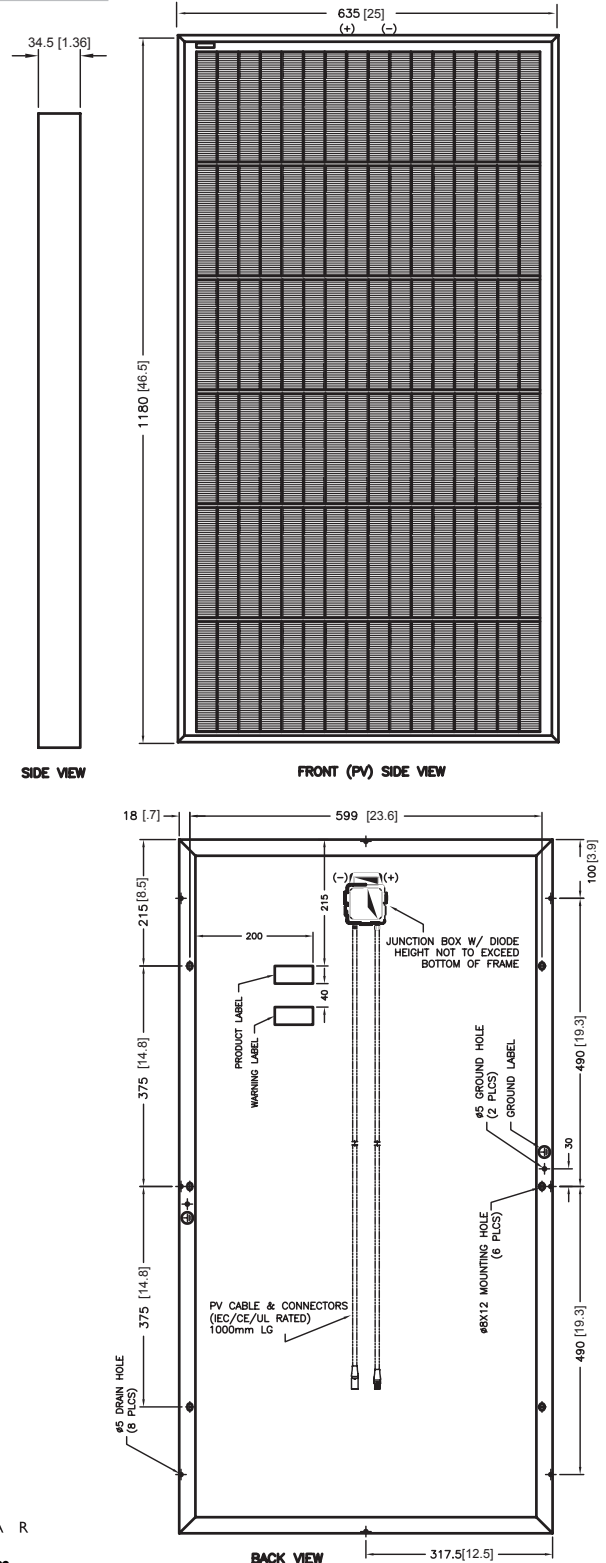 635 [25]
(+) (-)
34.5 [1.36]
1180 [46.5]
SIDE VIEW
FRONT (PV) SIDE VIEW
18 [.7]
599 [23.6]
100 [3.9]
215 [8.5]
215
(-) (+)
JUNCTION BOX W/ DIODE
HEIGHT NOT TO EXCEED
BOTTOM OF FRAME
200
40
PRODUCT LABEL
WARNING LABEL
375 [14.8]
490 [19.3]
ø5 GROUND HOLE
(2 PLCS)
GROUND LABEL
30
ø8X12 MOUNTING HOLE
(6 PLCS)
375 [14.8]
490 [19.3]
PV CABLE & CONNECTORS
(IEC/CE/UL RATED)
1000mm LG
ø5 DRAIN HOLE
(8 PLCS)
A R
BACK VIEW
317.5[12.5]